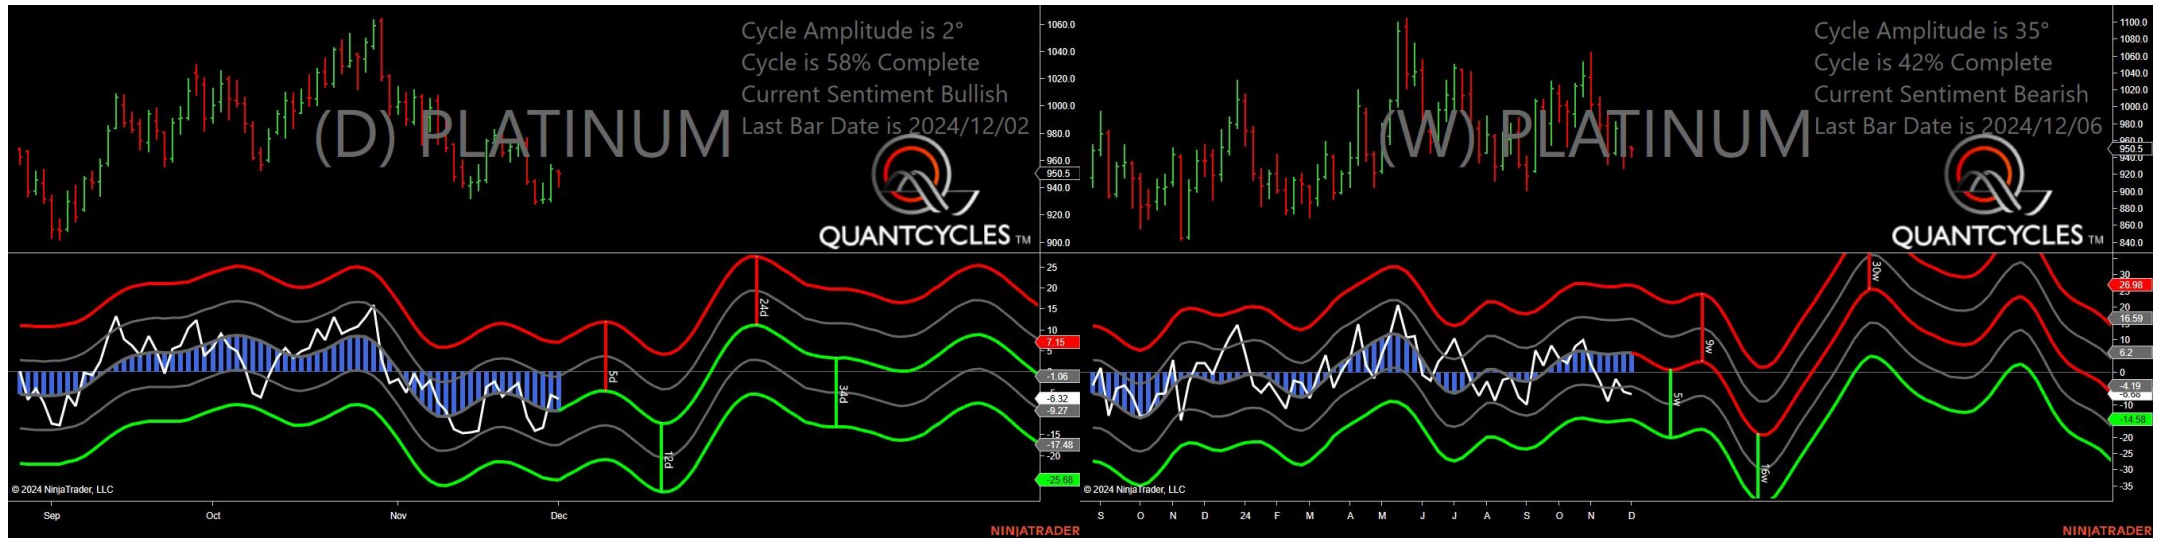 Cycle Amplitude is 2°
Cycle is 58% Complete
Current Sentiment Bullish
Last Bar Date is 2024/12/02
(D) PLATINUM
QUANTCYCLES TM
1060.0
1040.0
1020.0
1000.0
980.0
960.0
950.5
940.0
920.0
900.0
25
20
15
10
7.15
5
-1.06
-6.32
-9.27
-15
-17.48
-20
-25.68
5d
12d
24d
34d
© 2024 NinjaTrader, LLC
Sep Oct Nov Dec
NINJATRADER
Cycle Amplitude is 35°
Cycle is 42% Complete
Current Sentiment Bearish
Last Bar Date is 2024/12/06
(W) PLATINUM
QUANTCYCLES TM
1100.0
1080.0
1060.0
1040.0
1020.0
1000.0
980.0
960.0
950.5
940.0
920.0
900.0
880.0
860.0
840.0
30
26.98
20
16.59
10
6.2
0
-4.19
-6.68
-10
-14.58
-20
-25
-30
-35
5w
9w
16w
30w
© 2024 NinjaTrader, LLC
S O N D 24 F M A M J J A S O N D
NINJATRADER